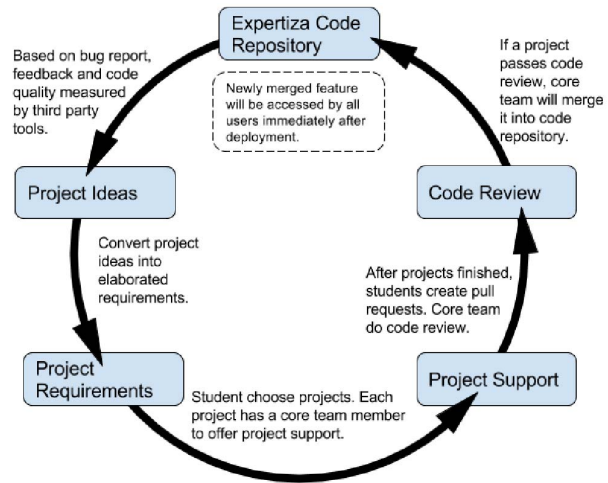 Expertiza Code
Repository
Newly merged feature
will be accessed by all
users immediately after
deployment.
Based on bug report,
feedback and code
quality measured
by third party
tools.
Project Ideas
Convert project
ideas into
elaborated
requirements.
Project
Requirements
Student choose projects. Each
project has a core team member
to offer project support.
Project Support
After projects finished,
students create pull
requests. Core team
do code review.
Code Review
If a project
passes code
review, core
team will merge
it into code
repository.